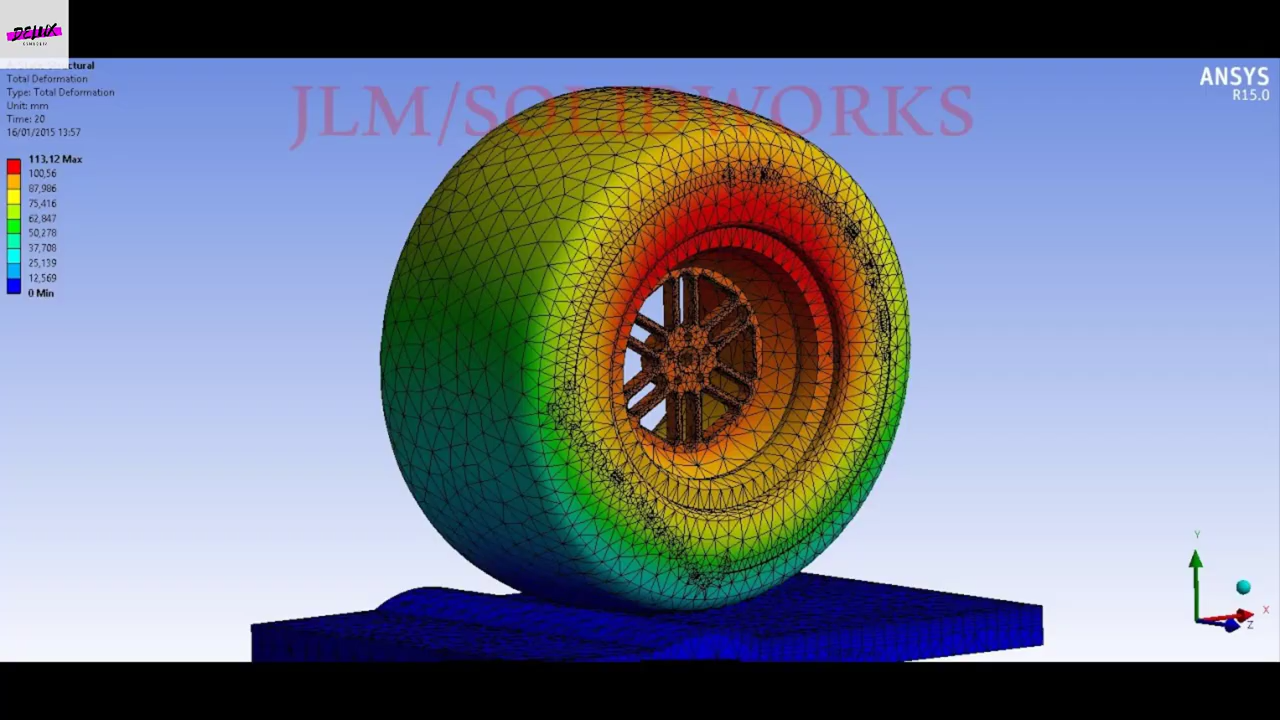 DELUX
A: Static Structural
Total Deformation
Type: Total Deformation
Unit: mm
Time: 20
16/01/2015 13:57
113,12 Max
100,56
87,986
75,416
62,847
50,278
37,708
25,139
12,569
0 Min
JLM/SOLIDWORKS
ANSYS
R15.0
Y
X
Z